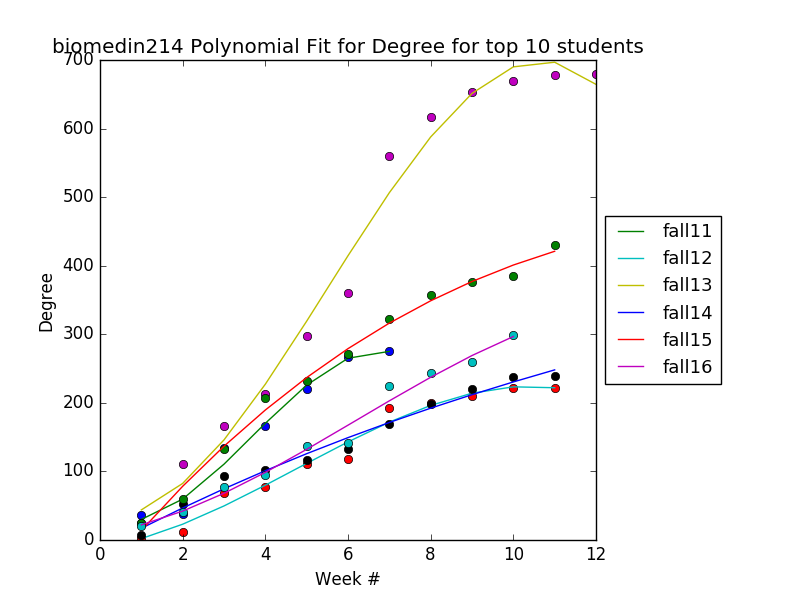 biomedin214 Polynomial Fit for Degree for top 10 students
700
600
500
400
300
200
100
0
Degree
0 2 4 6 8 10 12
Week #
fall11
fall12
fall13
fall14
fall15
fall16